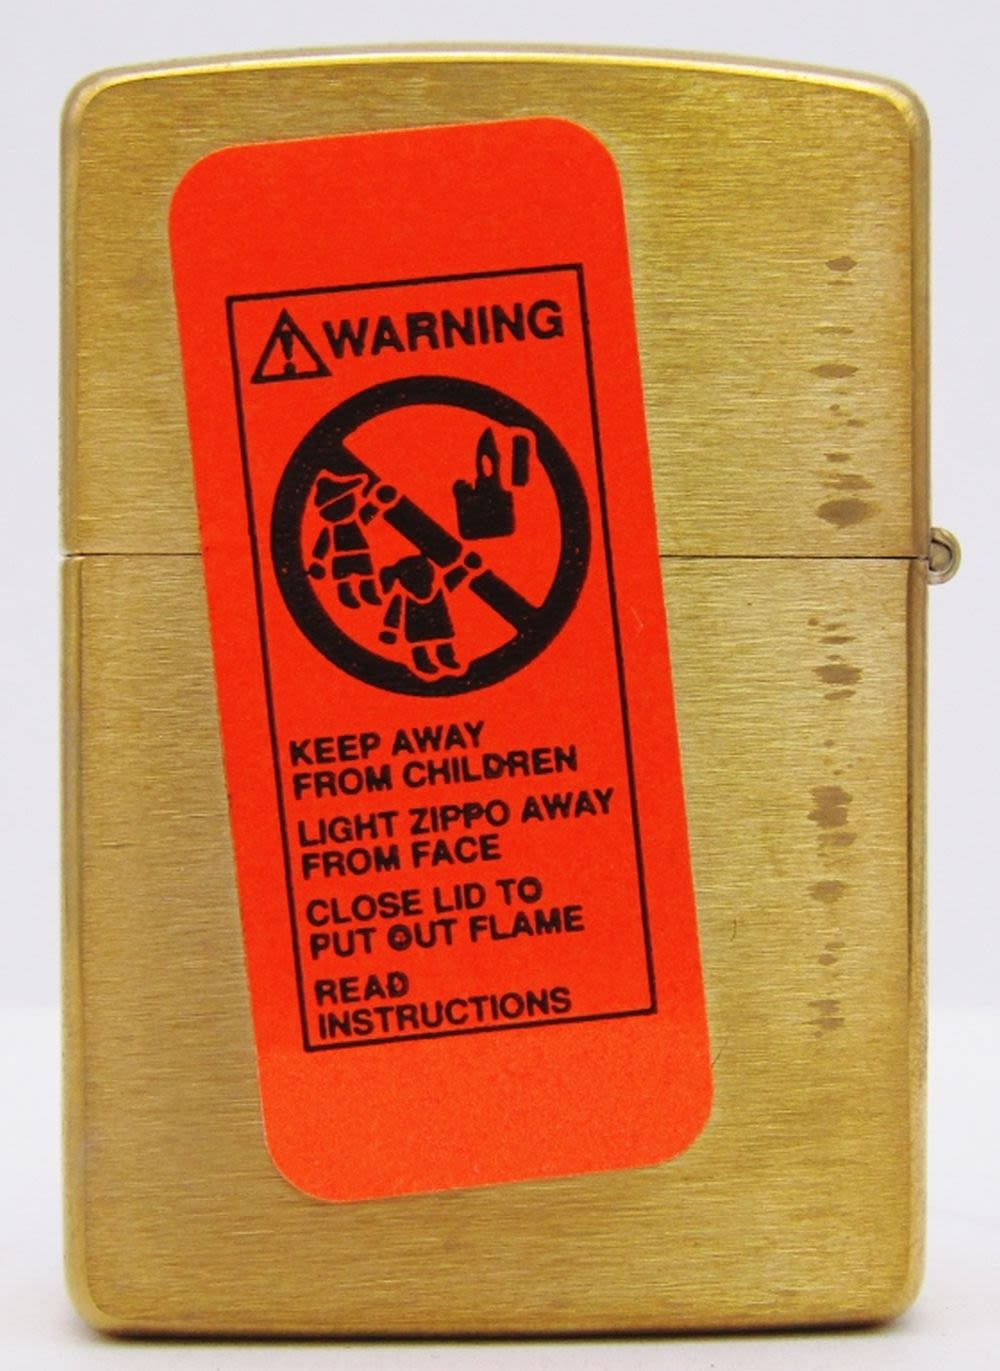 WARNING
KEEP AWAY
FROM CHILDREN
LIGHT ZIPPO AWAY
FROM FACE
CLOSE LID TO
PUT OUT FLAME
READ
INSTRUCTIONS